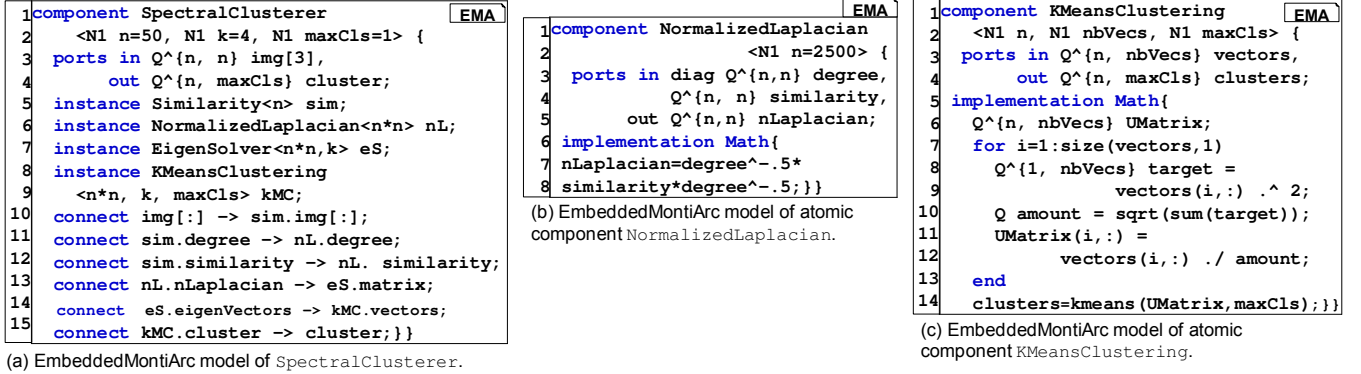 EMA
1 component SpectralClusterer
2 <N1 n=50, N1 k=4, N1 maxCls=1> {
3 ports in Q^{n, n} img[3],
4 out Q^{n, maxCls} cluster;
5 instance Similarity<n> sim;
6 instance NormalizedLaplacian<n*n> nL;
7 instance EigenSolver<n*n,k> eS;
8 instance KMeansClustering
9 <n*n, k, maxCls> kMC;
10 connect img[:] -> sim.img[:];
11 connect sim.degree -> nL.degree;
12 connect sim.similarity -> nL. similarity;
13 connect nL.nLaplacian -> eS.matrix;
14 connect eS.eigenVectors -> kMC.vectors;
15 connect kMC.cluster -> cluster;}}
(a) EmbeddedMontiArc model of SpectralClusterer.
EMA
1 component NormalizedLaplacian
2 <N1 n=2500> {
3 ports in diag Q^{n,n} degree,
4 Q^{n, n} similarity,
5 out Q^{n,n} nLaplacian;
6 implementation Math{
7 nLaplacian=degree^-.5*
8 similarity*degree^-.5;}}
(b) EmbeddedMontiArc model of atomic
component NormalizedLaplacian.
EMA
1 component KMeansClustering
2 <N1 n, N1 nbVecs, N1 maxCls> {
3 ports in Q^{n, nbVecs} vectors,
4 out Q^{n, maxCls} clusters;
5 implementation Math{
6 Q^{n, nbVecs} UMatrix;
7 for i=1:size(vectors,1)
8 Q^{1, nbVecs} target =
9 vectors(i,:) .^ 2;
10 Q amount = sqrt(sum(target));
11 UMatrix(i,:) =
12 vectors(i,:) ./ amount;
13 end
14 clusters=kmeans(UMatrix,maxCls);}}
(c) EmbeddedMontiArc model of atomic
component KMeansClustering.